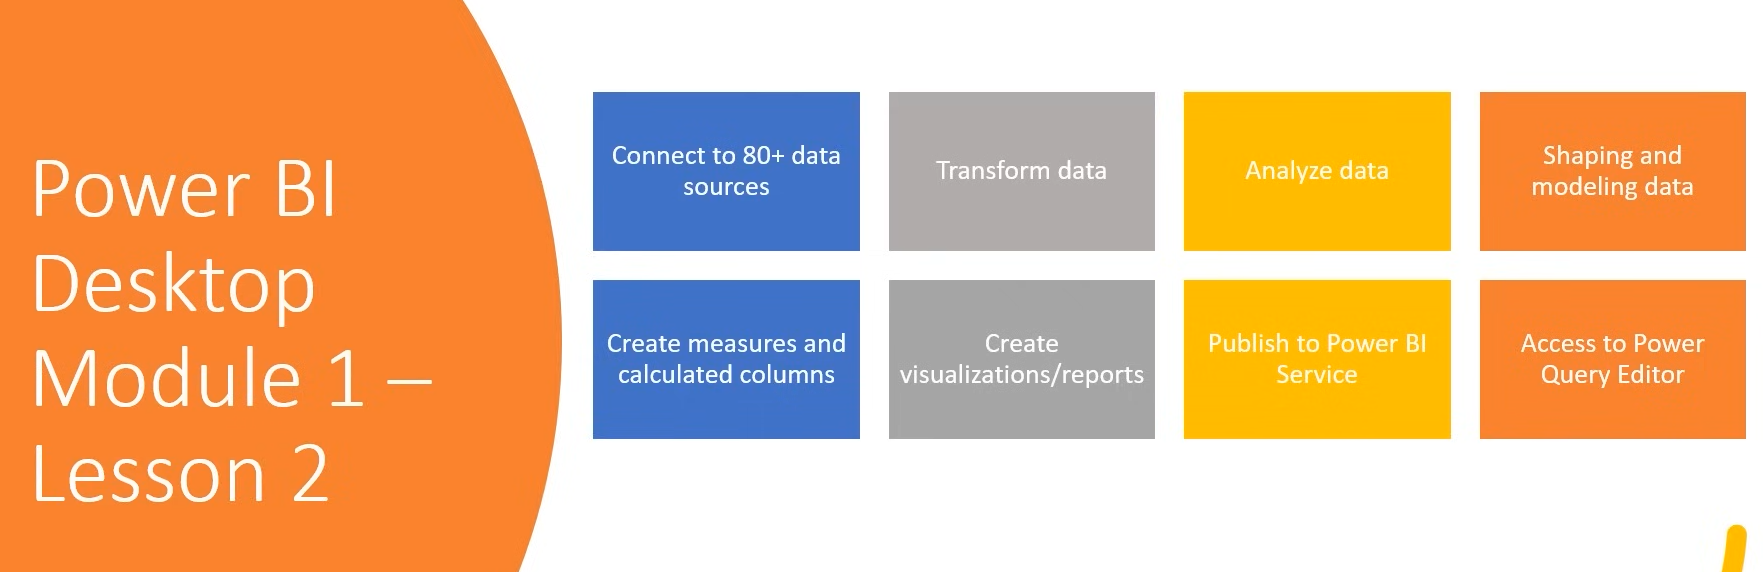 Power BI
Desktop
Module 1 –
Lesson 2
Connect to 80+ data
sources
Transform data
Analyze data
Shaping and
modeling data
Create measures and
calculated columns
Create
visualizations/reports
Publish to Power BI
Service
Access to Power
Query Editor